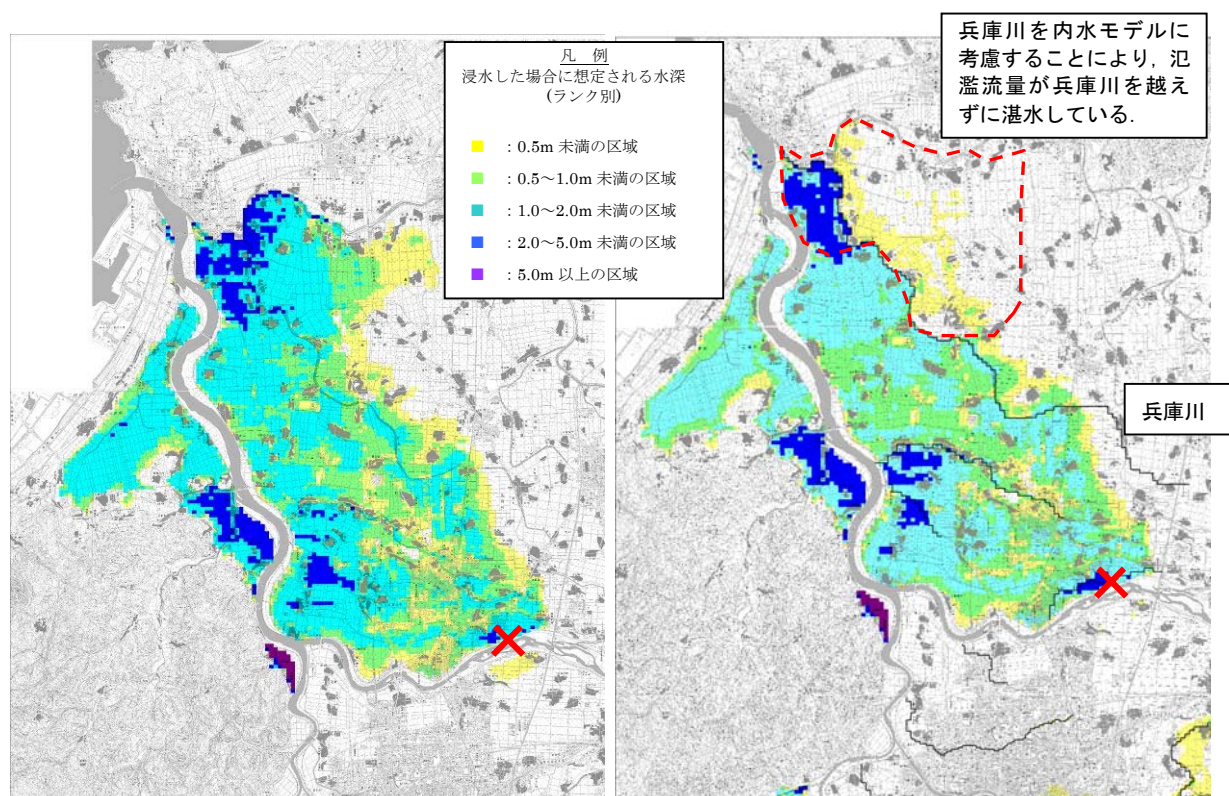 凡 例
浸水した場合に想定される水深
(ランク別)
: 0.5m 未満の区域
: 0.5～1.0m 未満の区域
: 1.0～2.0m 未満の区域
: 2.0～5.0m 未満の区域
: 5.0m 以上の区域
兵庫川を内水モデルに
考慮することにより，氾
濫流量が兵庫川を越え
ずに湛水している．
兵庫川